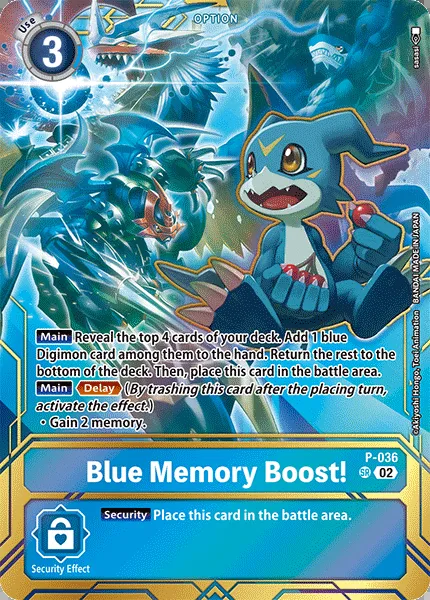 OPTION
Use
3
sasasi
Main Reveal the top 4 cards of your deck. Add 1 blue
Digimon card among them to the hand. Return the rest to the
bottom of the deck. Then, place this card in the battle area.
Main Delay (By trashing this card after the placing turn,
activate the effect.)
• Gain 2 memory.
©Akiyoshi Hongo, Toei Animation BANDAI MADE IN JAPAN
P-036
Blue Memory Boost!
SR 02
Security Place this card in the battle area.
Security Effect